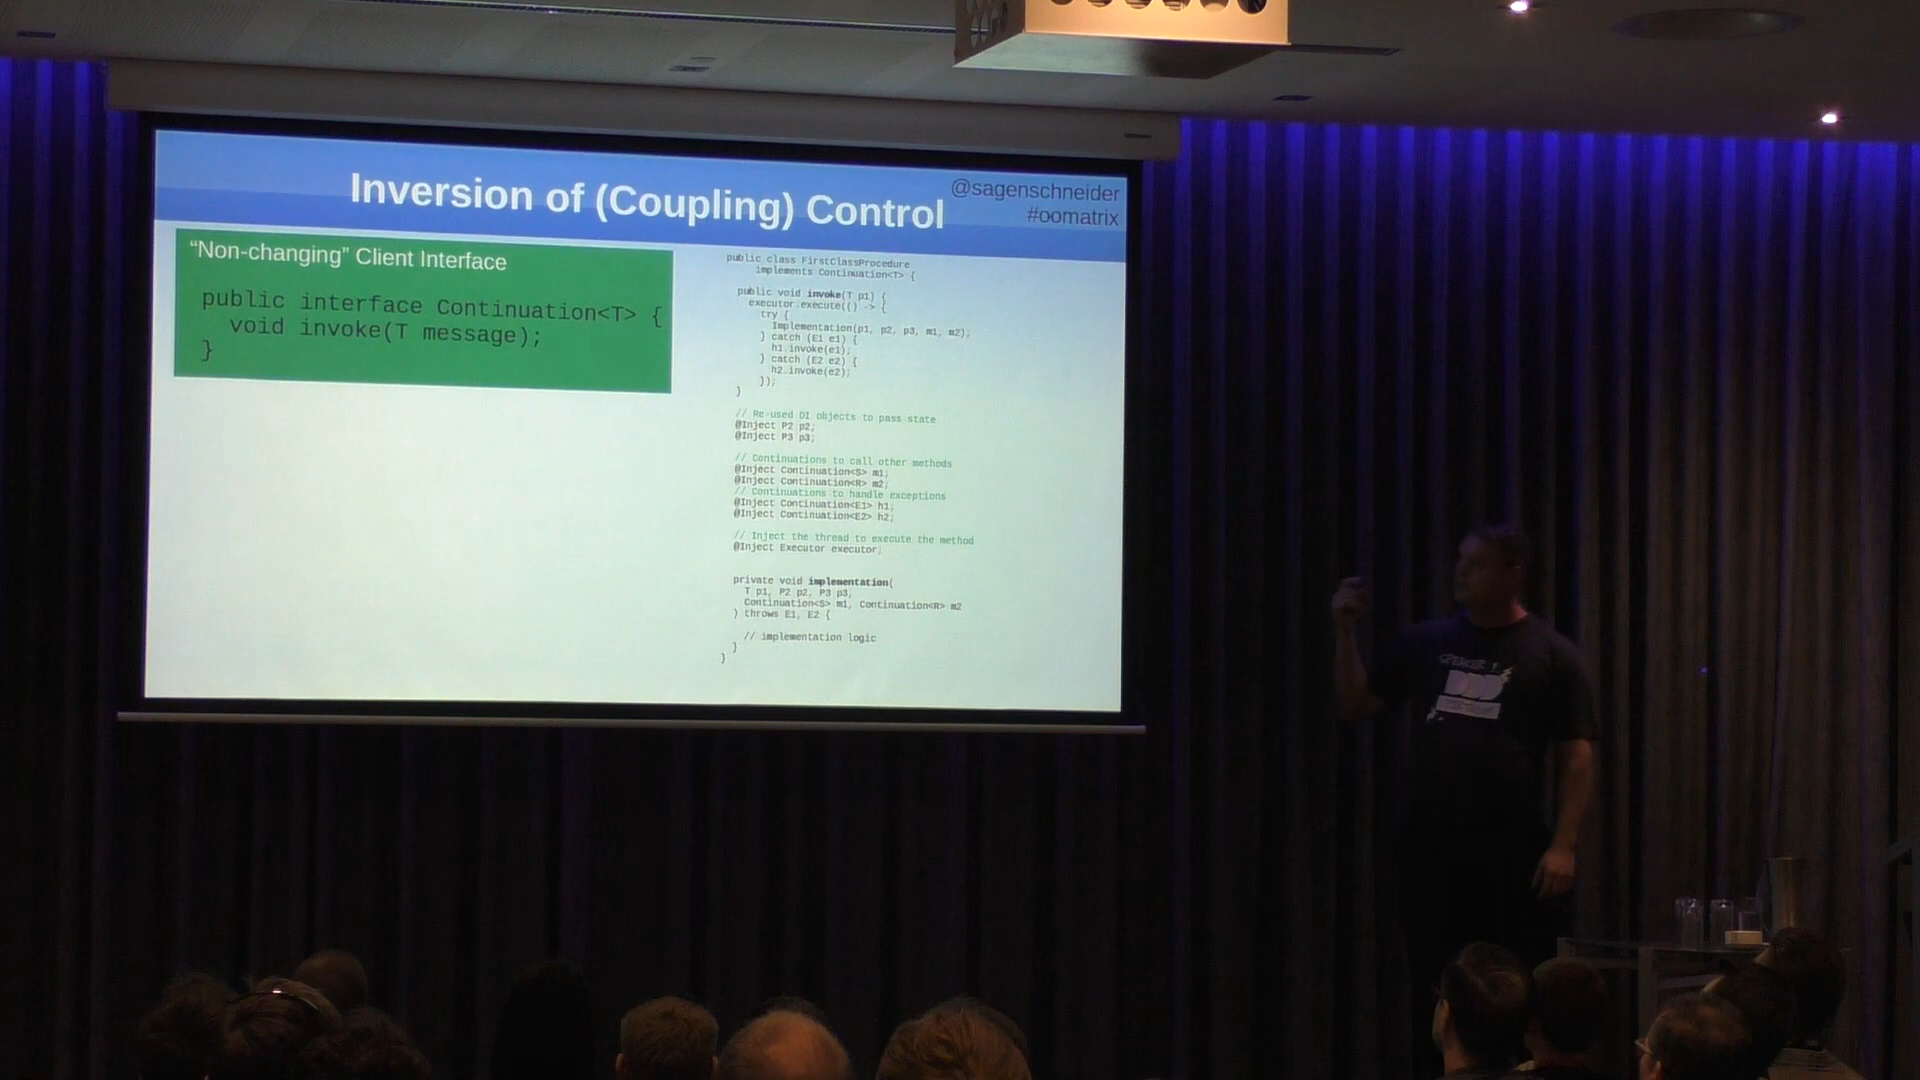 Inversion of (Coupling) Control
@sagenschneider
#oomatrix
“Non-changing” Client Interface
public interface Continuation<T> {
void invoke(T message);
}
public class FirstClassProcedure
implements Continuation<T> {
public void invoke(T p1) {
executor.execute(() -> {
try {
Implementation(p1, p2, p3, m1, m2);
} catch (E1 e1) {
h1.invoke(e1);
} catch (E2 e2) {
h2.invoke(e2);
});
}
// Re-used DI objects to pass state
@Inject P2 p2;
@Inject P3 p3;
// Continuations to call other methods
@Inject Continuation<S> m1;
@Inject Continuation<R> m2;
// Continuations to handle exceptions
@Inject Continuation<E1> h1;
@Inject Continuation<E2> h2;
// Inject the thread to execute the method
@Inject Executor executor;
private void implementation(
T p1, P2 p2, P3 p3,
Continuation<S> m1, Continuation<R> m2
) throws E1, E2 {
// implementation logic
}
}
SPEAKER!
DDD